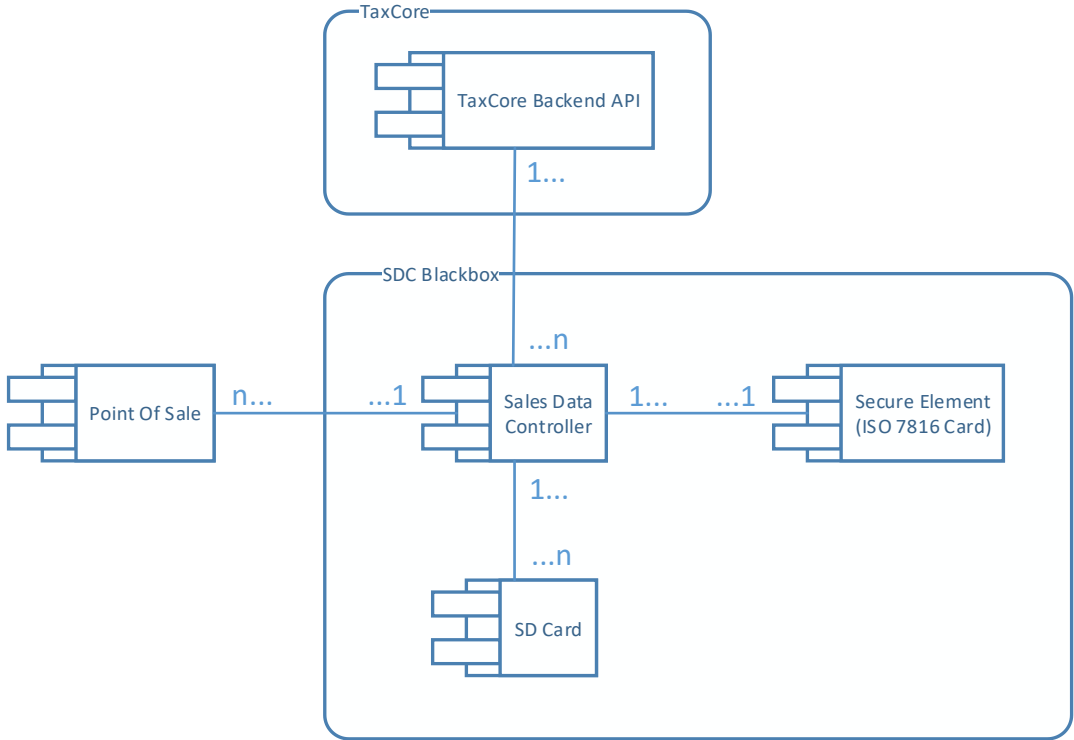 TaxCore
TaxCore Backend API
1...
SDC Blackbox
...n
Point Of Sale
n...
...1
Sales Data
Controller
1...
...1
Secure Element
(ISO 7816 Card)
1...
...n
SD Card